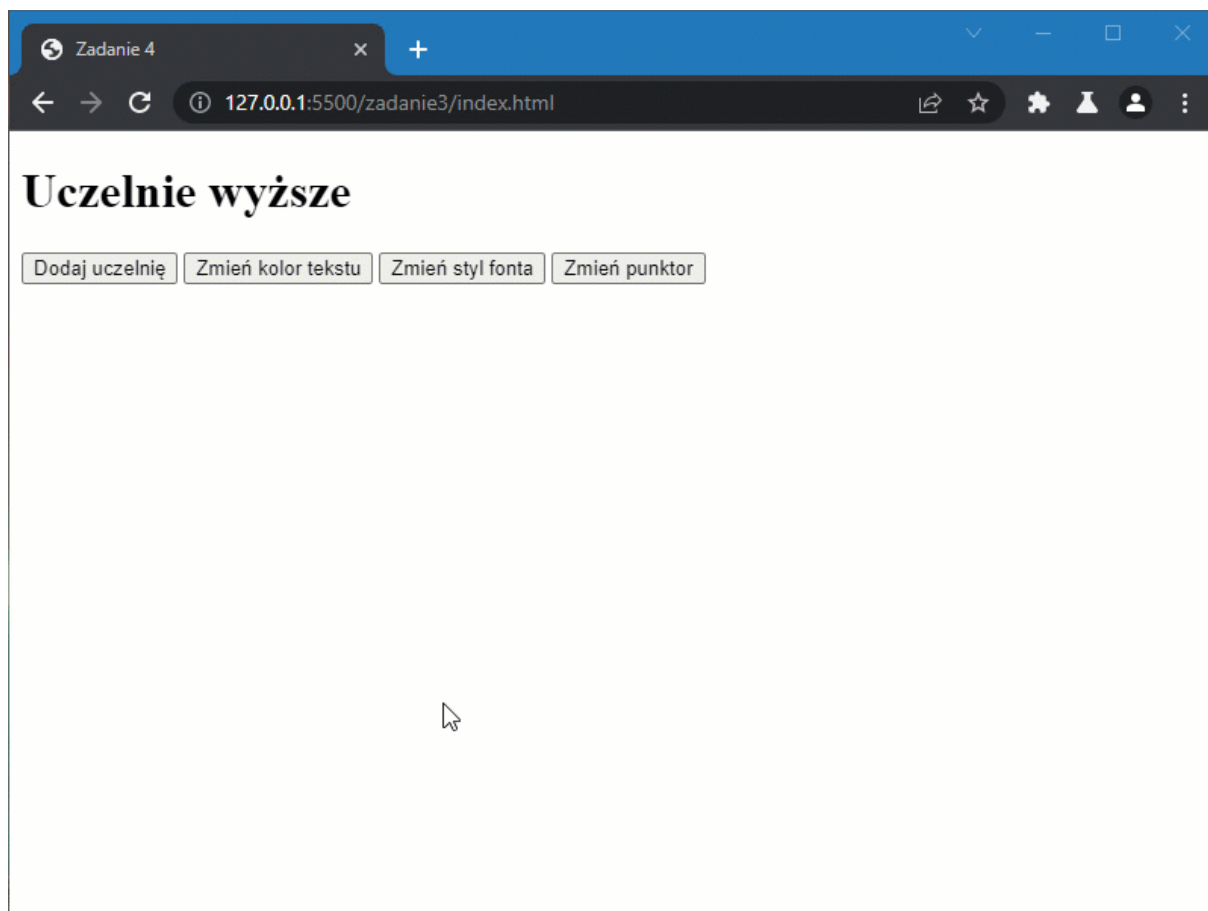 Zadanie 4
127.0.0.1:5500/zadanie3/index.html
Uczelnie wyższe
Dodaj uczelnię Zmień kolor tekstu Zmień styl fonta Zmień punktor